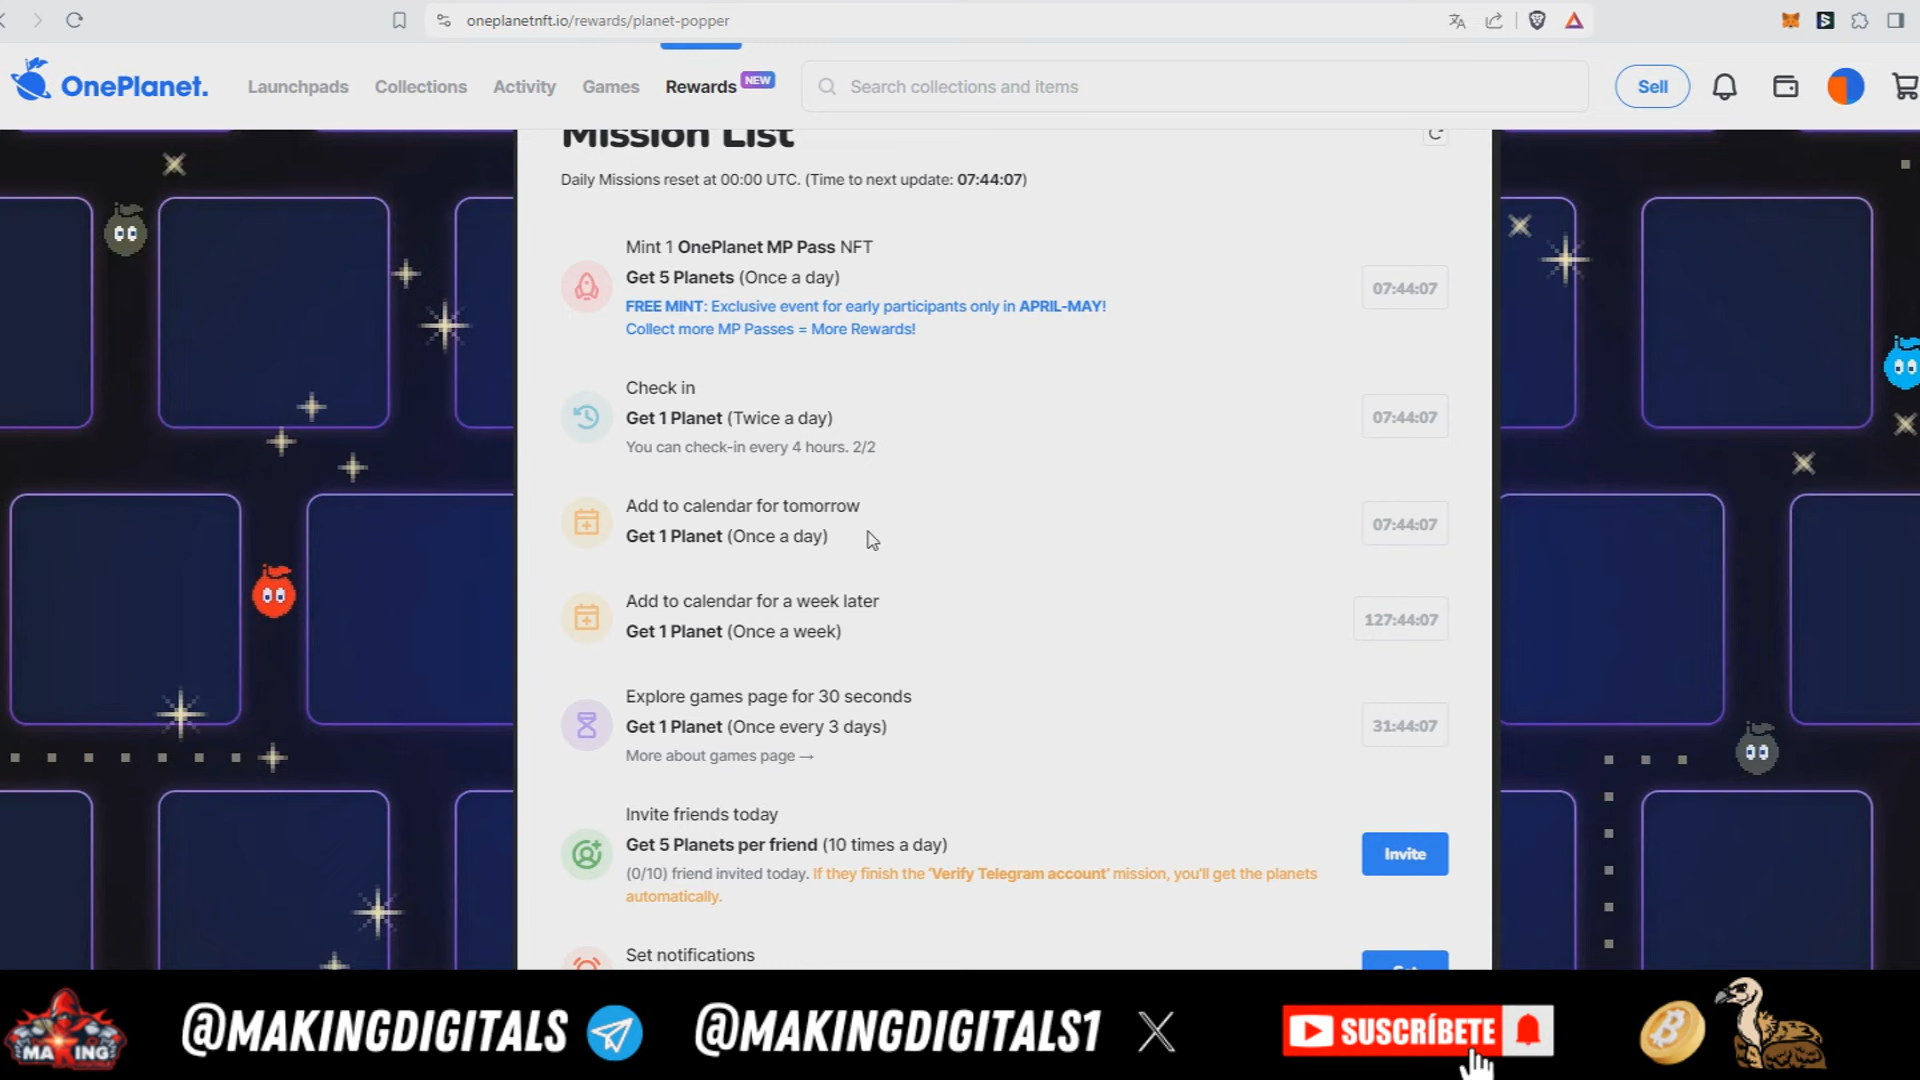 oneplanetnft.io/rewards/planet-popper
OnePlanet.
Launchpads
Collections
Activity
Games
Rewards
NEW
Search collections and items
Sell
Mission List
Daily Missions reset at 00:00 UTC. (Time to next update: 07:44:07)
Mint 1 OnePlanet MP Pass NFT
Get 5 Planets (Once a day)
FREE MINT: Exclusive event for early participants only in APRIL-MAY!
Collect more MP Passes = More Rewards!
07:44:07
Check in
Get 1 Planet (Twice a day)
You can check-in every 4 hours. 2/2
07:44:07
Add to calendar for tomorrow
Get 1 Planet (Once a day)
07:44:07
Add to calendar for a week later
Get 1 Planet (Once a week)
127:44:07
Explore games page for 30 seconds
Get 1 Planet (Once every 3 days)
More about games page →
31:44:07
Invite friends today
Get 5 Planets per friend (10 times a day)
(0/10) friend invited today. If they finish the 'Verify Telegram account' mission, you'll get the planets
automatically.
Invite
Set notifications
MAKING
@MAKINGDIGITALS
@MAKINGDIGITALS1
SUSCRÍBETE